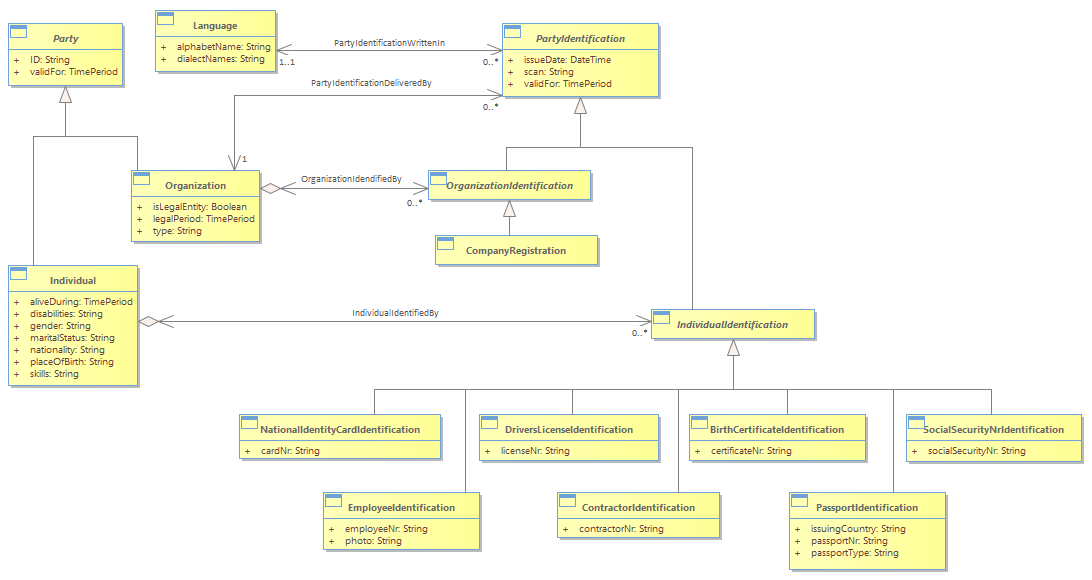 Party
+ ID: String
+ validFor: TimePeriod
Language
+ alphabetName: String
+ dialectNames: String
PartyIdentification
+ issueDate: DateTime
+ scan: String
+ validFor: TimePeriod
PartyIdentificationWrittenIn
1..1
0..*
PartyIdentificationDeliveredBy
0..*
1
Organization
+ isLegalEntity: Boolean
+ legalPeriod: TimePeriod
+ type: String
OrganizationIdendifiedBy
0..*
OrganizationIdentification
CompanyRegistration
Individual
+ aliveDuring: TimePeriod
+ disabilities: String
+ gender: String
+ maritalStatus: String
+ nationality: String
+ placeOfBirth: String
+ skills: String
IndividualIdentifiedBy
0..*
IndividualIdentification
NationalIdentityCardIdentification
+ cardNr: String
DriversLicenseIdentification
+ licenseNr: String
BirthCertificateIdentification
+ certificateNr: String
SocialSecurityNrIdentification
+ socialSecurityNr: String
EmployeeIdentification
+ employeeNr: String
+ photo: String
ContractorIdentification
+ contractorNr: String
PassportIdentification
+ issuingCountry: String
+ passportNr: String
+ passportType: String